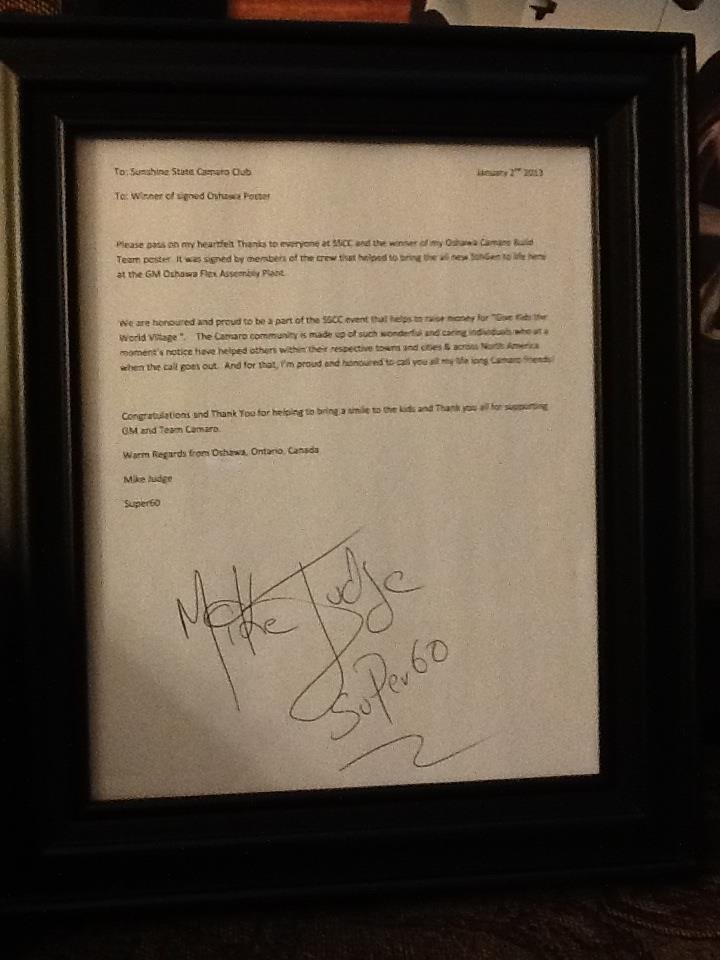 To: Sunshine State Camaro Club
January 2nd 2013
To: Winner of signed Oshawa Poster
Please pass on my heartfelt Thanks to everyone at SSCC and the winner of my Oshawa Camaro Build
Team poster. It was signed by members of the crew that helped to bring the all new 5thGen to life here
at the GM Oshawa Flex Assembly Plant.
We are honoured and proud to be a part of the SSCC event that helps to raise money for "Give Kids the
World Village ". The Camaro community is made up of such wonderful and caring individuals who at a
moment's notice have helped others within their respective towns and cities & across North America
when the call goes out. And for that, I'm proud and honoured to call you all my life long Camaro friends!
Congratulations and Thank You for helping to bring a smile to the kids and Thank you all for supporting
GM and Team Camaro.
Warm Regards from Oshawa, Ontario, Canada
Mike Judge
Super60
Mike Judge
SuPer60